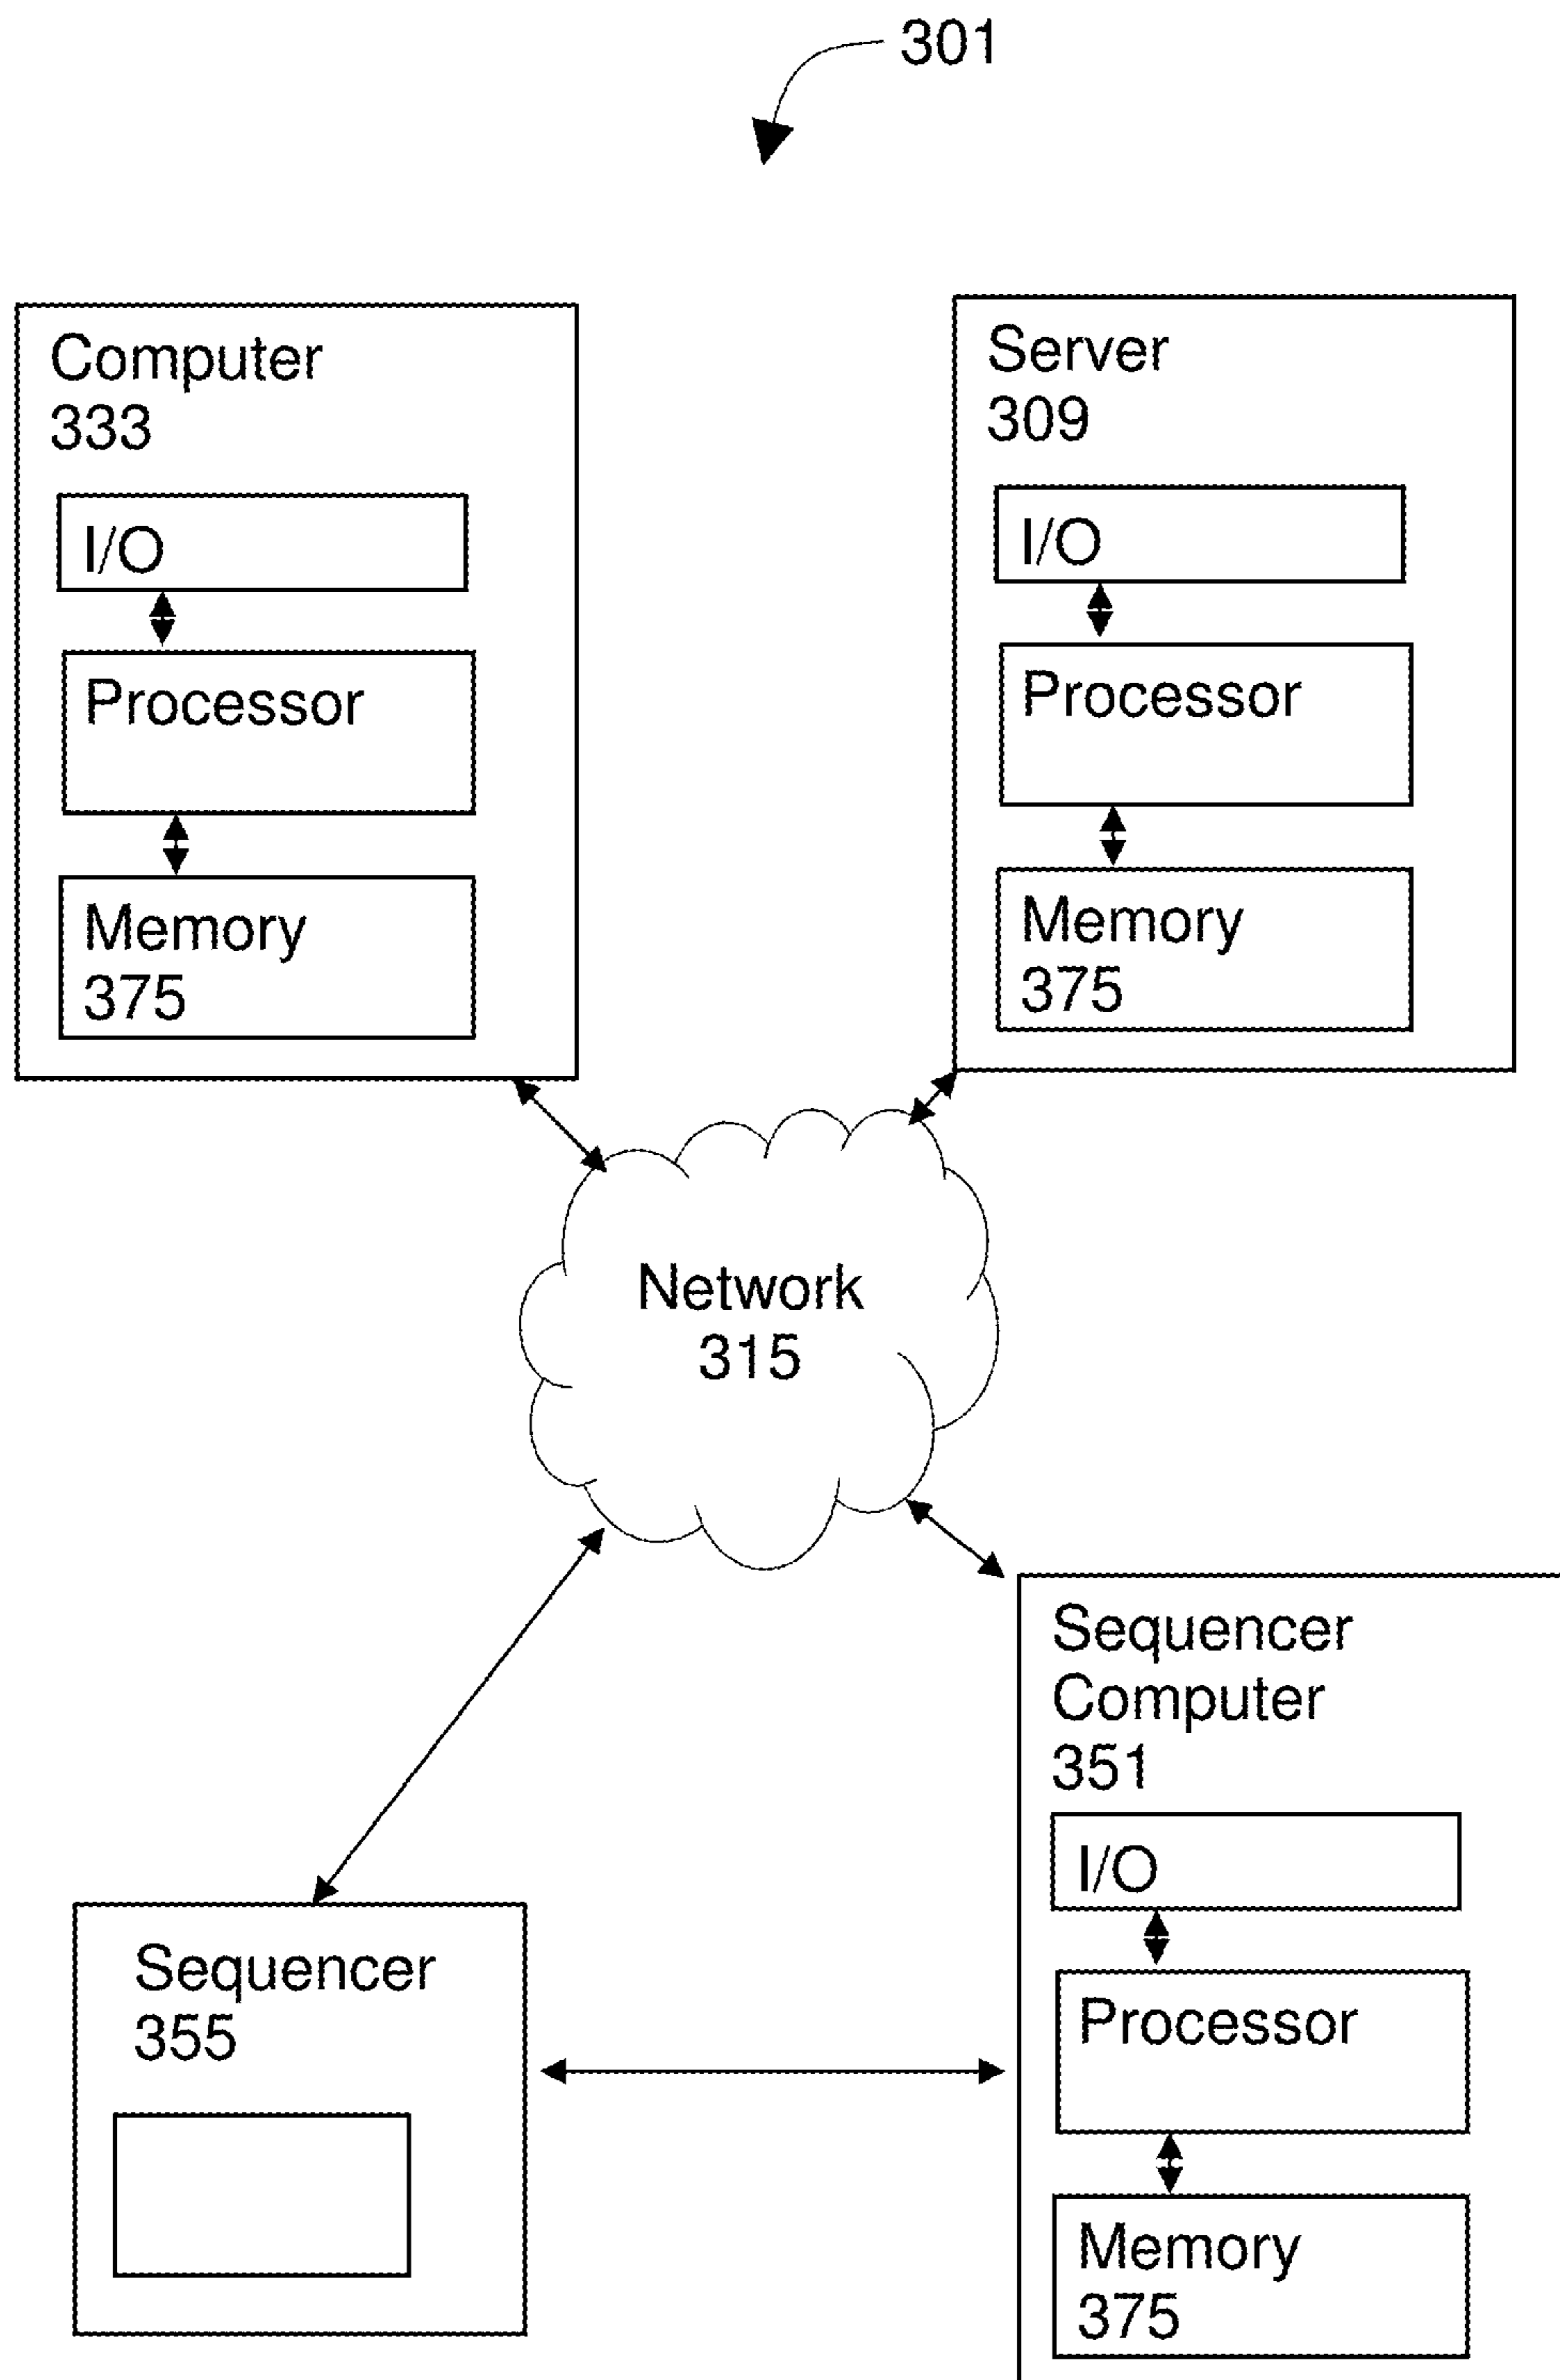 301
Computer
333
I/O
Processor
Memory
375
Server
309
I/O
Processor
Memory
375
Network
315
Sequencer
Computer
351
I/O
Processor
Memory
375
Sequencer
355